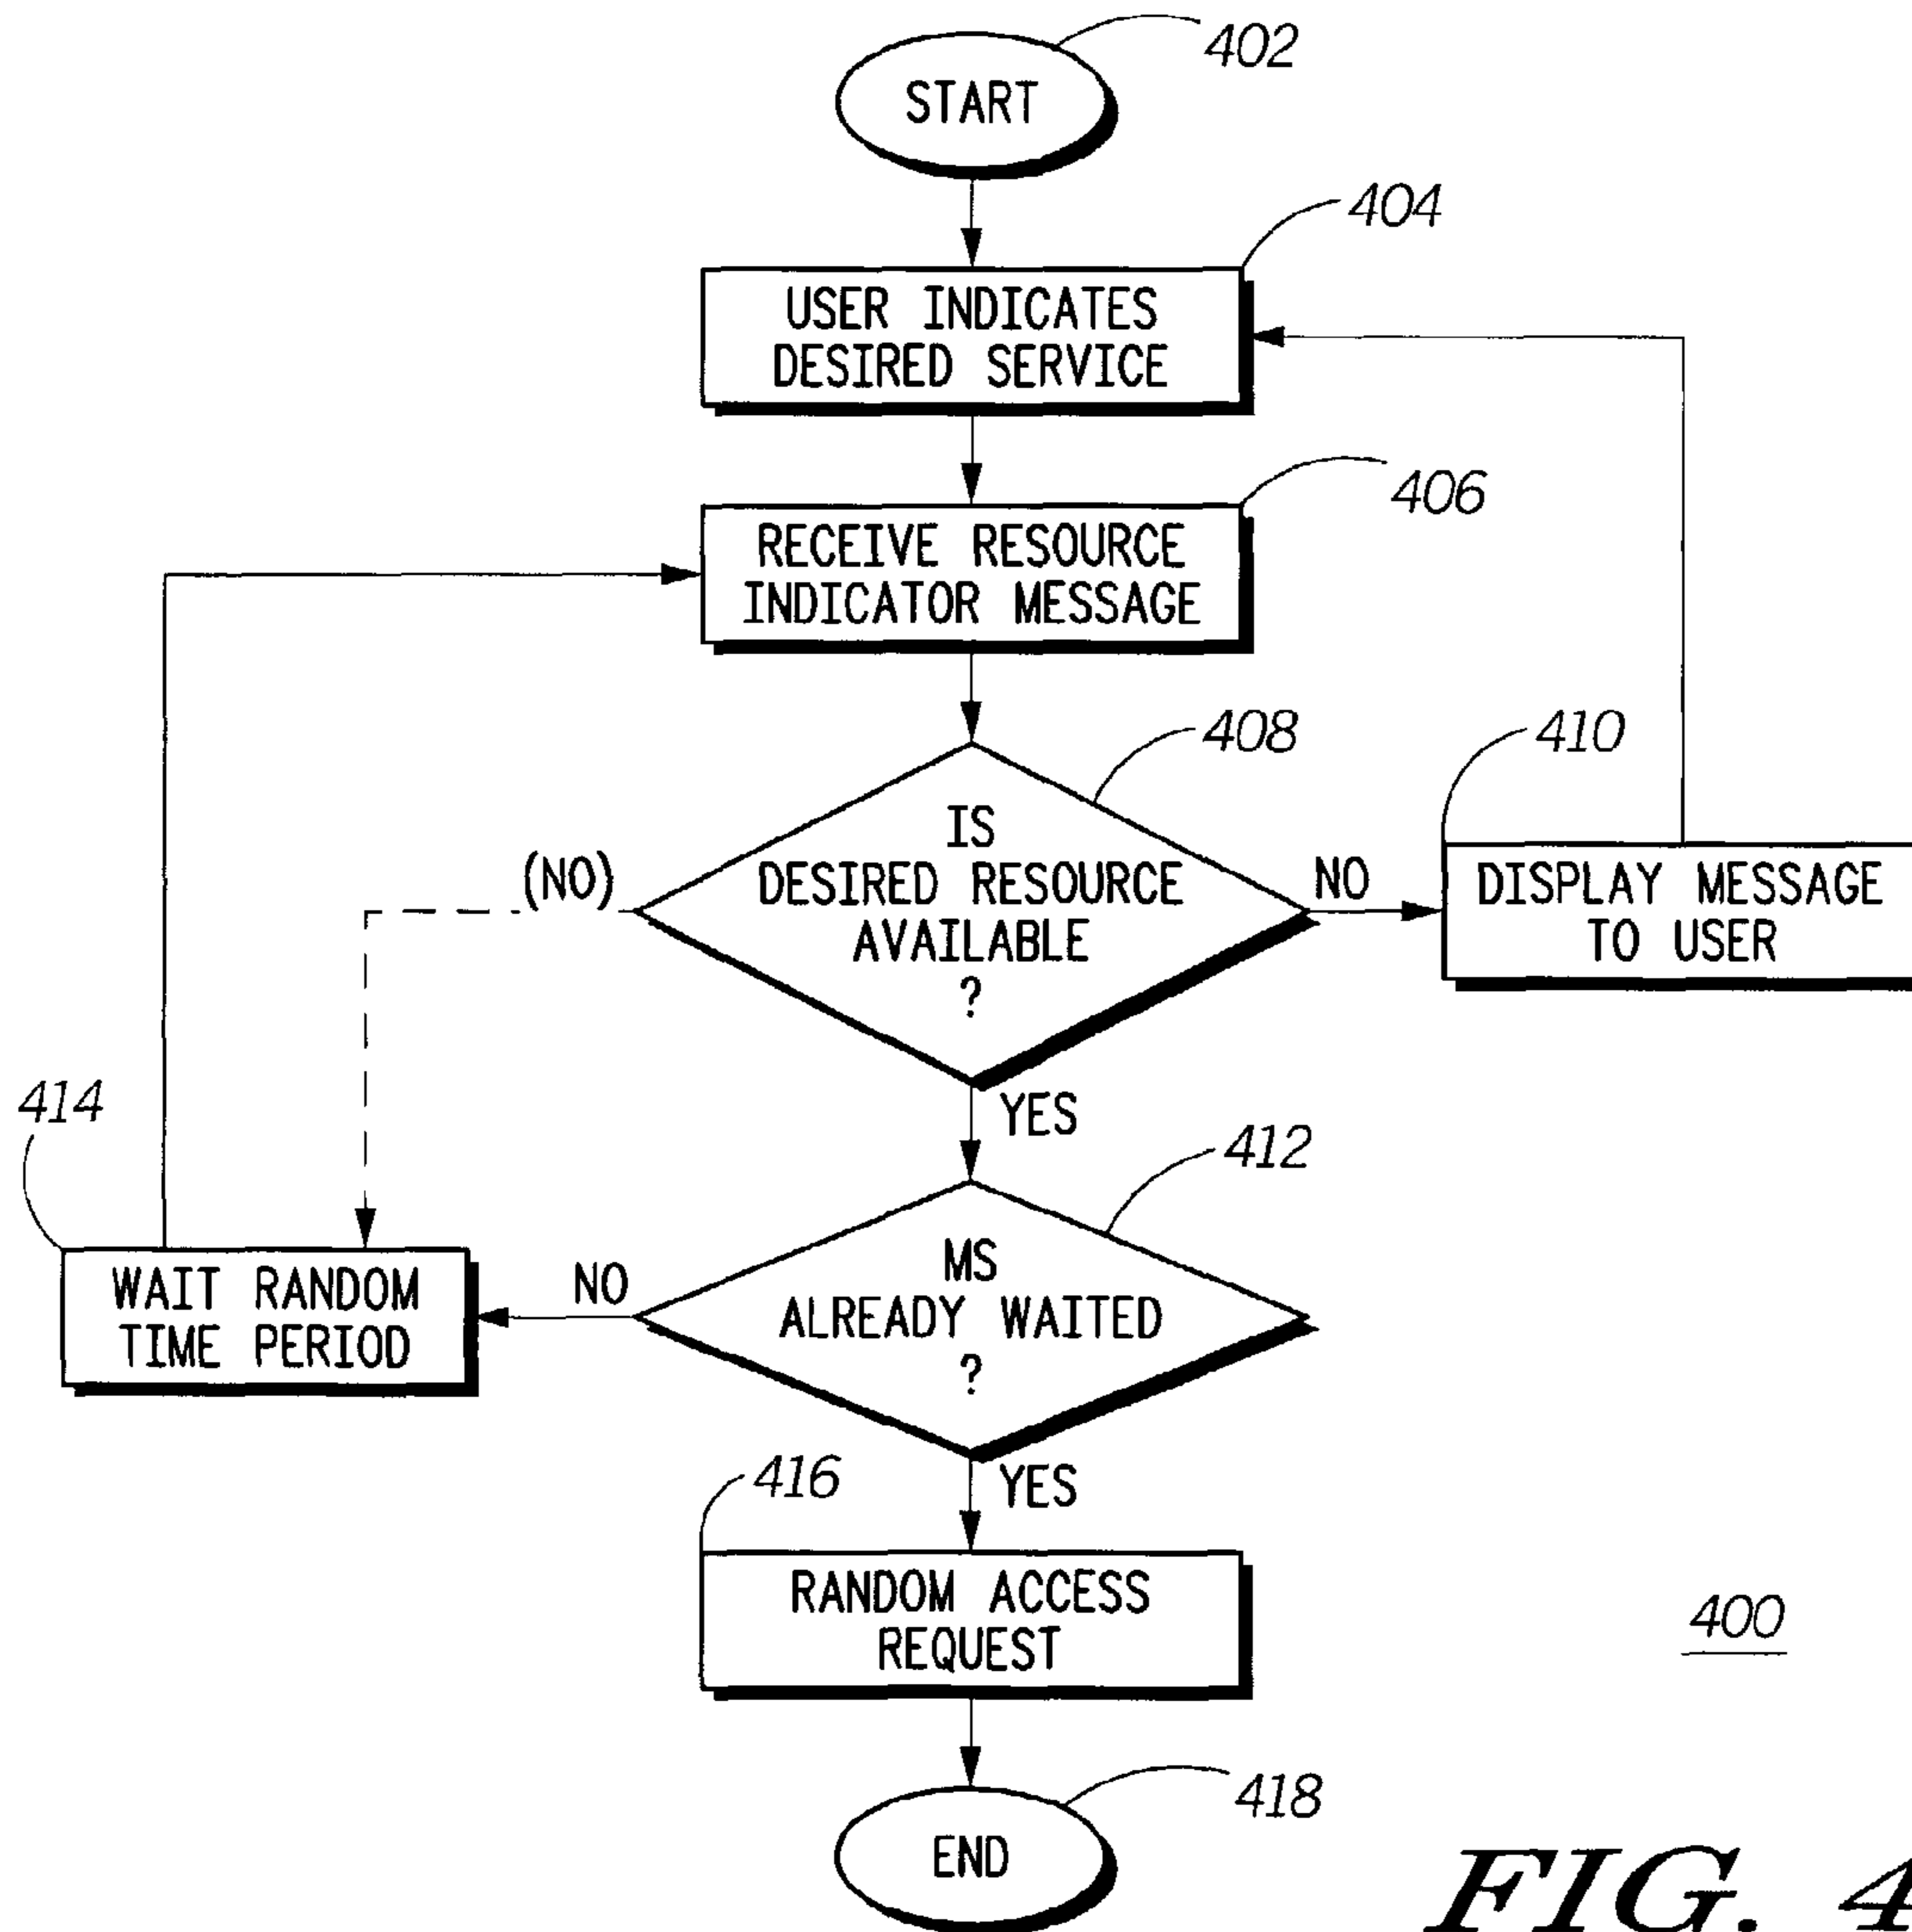 402
START
404
USER INDICATES
DESIRED SERVICE
406
RECEIVE RESOURCE
INDICATOR MESSAGE
408
410
IS
DESIRED RESOURCE
AVAILABLE
?
(NO)
NO
DISPLAY MESSAGE
TO USER
YES
414
412
MS
ALREADY WAITED
?
NO
WAIT RANDOM
TIME PERIOD
YES
416
RANDOM ACCESS
REQUEST
400
418
END
FIG. 4